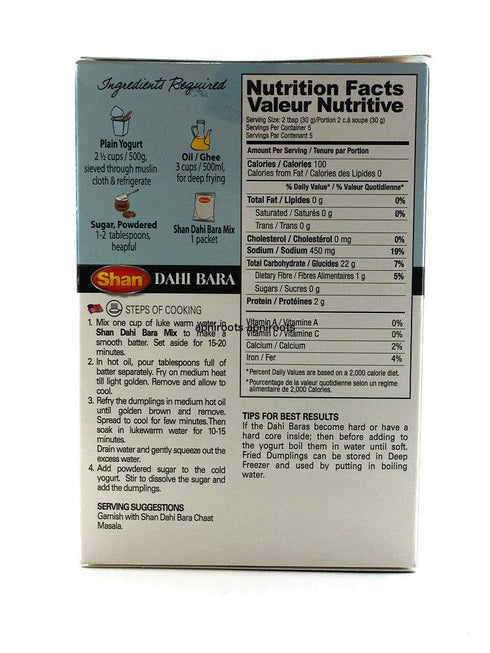 Ingredients Required
Plain Yogurt
2 ½ cups / 500g,
sieved through muslin
cloth & refrigerate
Oil / Ghee
3 cups / 500ml,
for deep frying
Sugar, Powdered
1-2 tablespoons,
heapful
Shan Dahi Bara Mix
1 packet
Shan DAHI BARA
STEPS OF COOKING
1. Mix one cup of luke warm water in
Shan Dahi Bara Mix to make a
smooth batter. Set aside for 15-20
minutes.
2. In hot oil, pour tablespoons full of
batter separately. Fry on medium heat
till light golden. Remove and allow to
cool.
3. Refry the dumplings in medium hot oil
until golden brown and remove.
Spread to cool for few minutes. Then
soak in lukewarm water for 10-15
minutes.
Drain water and gently squeeze out the
excess water.
4. Add powdered sugar to the cold
yogurt. Stir to dissolve the sugar and
add the dumplings.
SERVING SUGGESTIONS
Garnish with Shan Dahi Bara Chaat
Masala.
Nutrition Facts
Valeur Nutritive
Serving Size: 2 tbsp (30 g)/Portion 2 c.à soupe (30 g)
Servings Per Container 5
Servings Par Contenant 5
Amount Per Serving / Tenure par Portion
Calories / Calories 100
Calories from Fat / Calories des Lipides 0
% Daily Value* / % Valeur Quotidienne*
Total Fat / Lipides 0 g 0%
Saturated / Saturés 0 g 0%
Trans / Trans 0 g
Cholesterol / Cholestérol 0 mg 0%
Sodium / Sodium 450 mg 19%
Total Carbohydrate / Glucides 22 g 7%
Dietary Fibre / Fibres Alimentaires 1 g 5%
Sugars / Sucres 0 g
Protein / Protéines 2 g
Vitamin A / Vitamine A 0%
Vitamin C / Vitamine C 0%
Calcium / Calcium 2%
Iron / Fer 4%
*Percent Daily Values are based on a 2,000 calorie diet.
*Pourcentage de la valeur quotidienne selon un regime
alimentaire de 2,000 Calories.
TIPS FOR BEST RESULTS
If the Dahi Baras become hard or have a
hard core inside; then before adding to
the yogurt boil them in water until soft.
Fried Dumplings can be stored in Deep
Freezer and used by putting in boiling
water.
apniroots apniroots